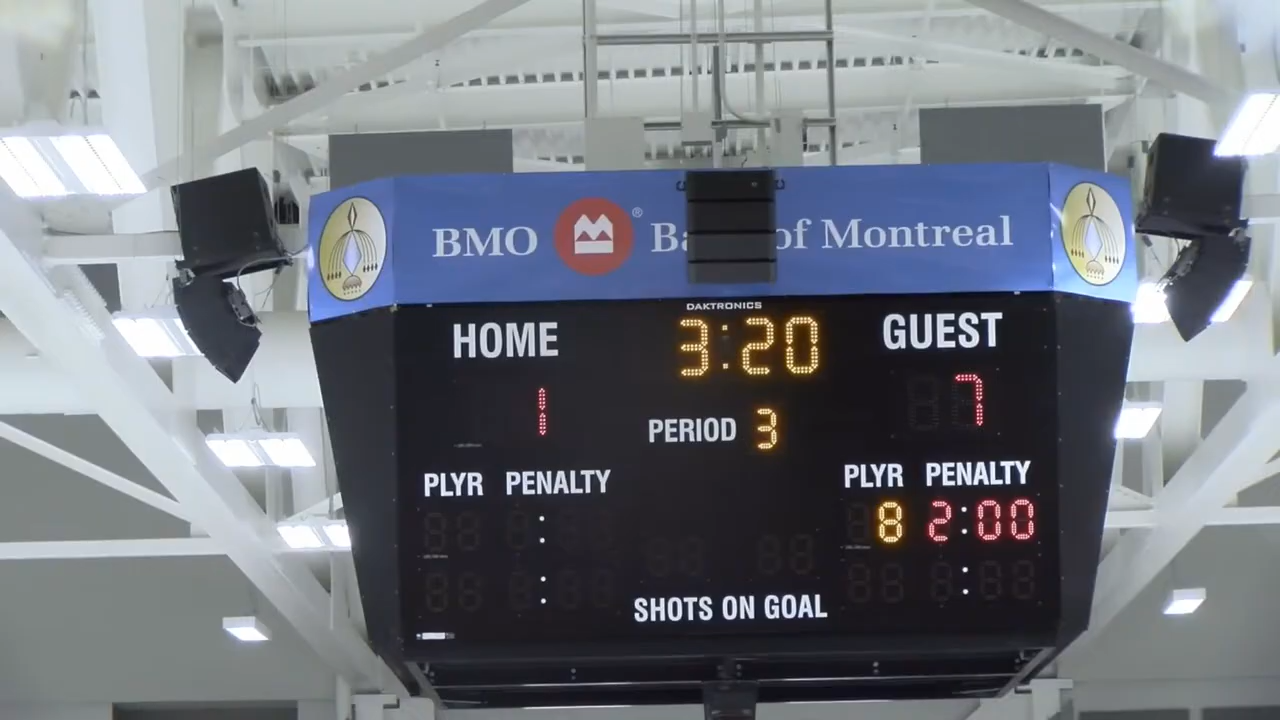 BMO ® Ba of Montreal
DAKTRONICS
HOME 3:20 GUEST
1 PERIOD 3 7
PLYR PENALTY PLYR PENALTY
8 2:00
SHOTS ON GOAL